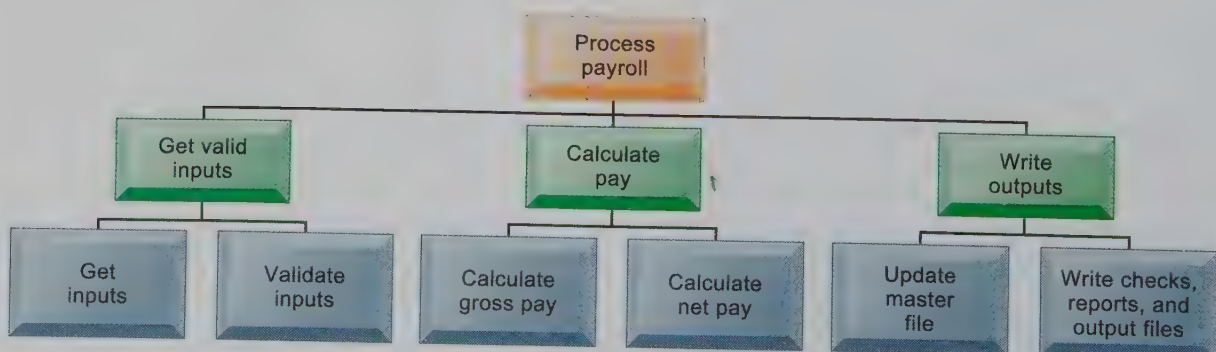 Process
payroll
Get valid
inputs
Calculate
pay
Write
outputs
Get
inputs
Validate
inputs
Calculate
gross pay
Calculate
net pay
Update
master
file
Write checks,
reports, and
output files